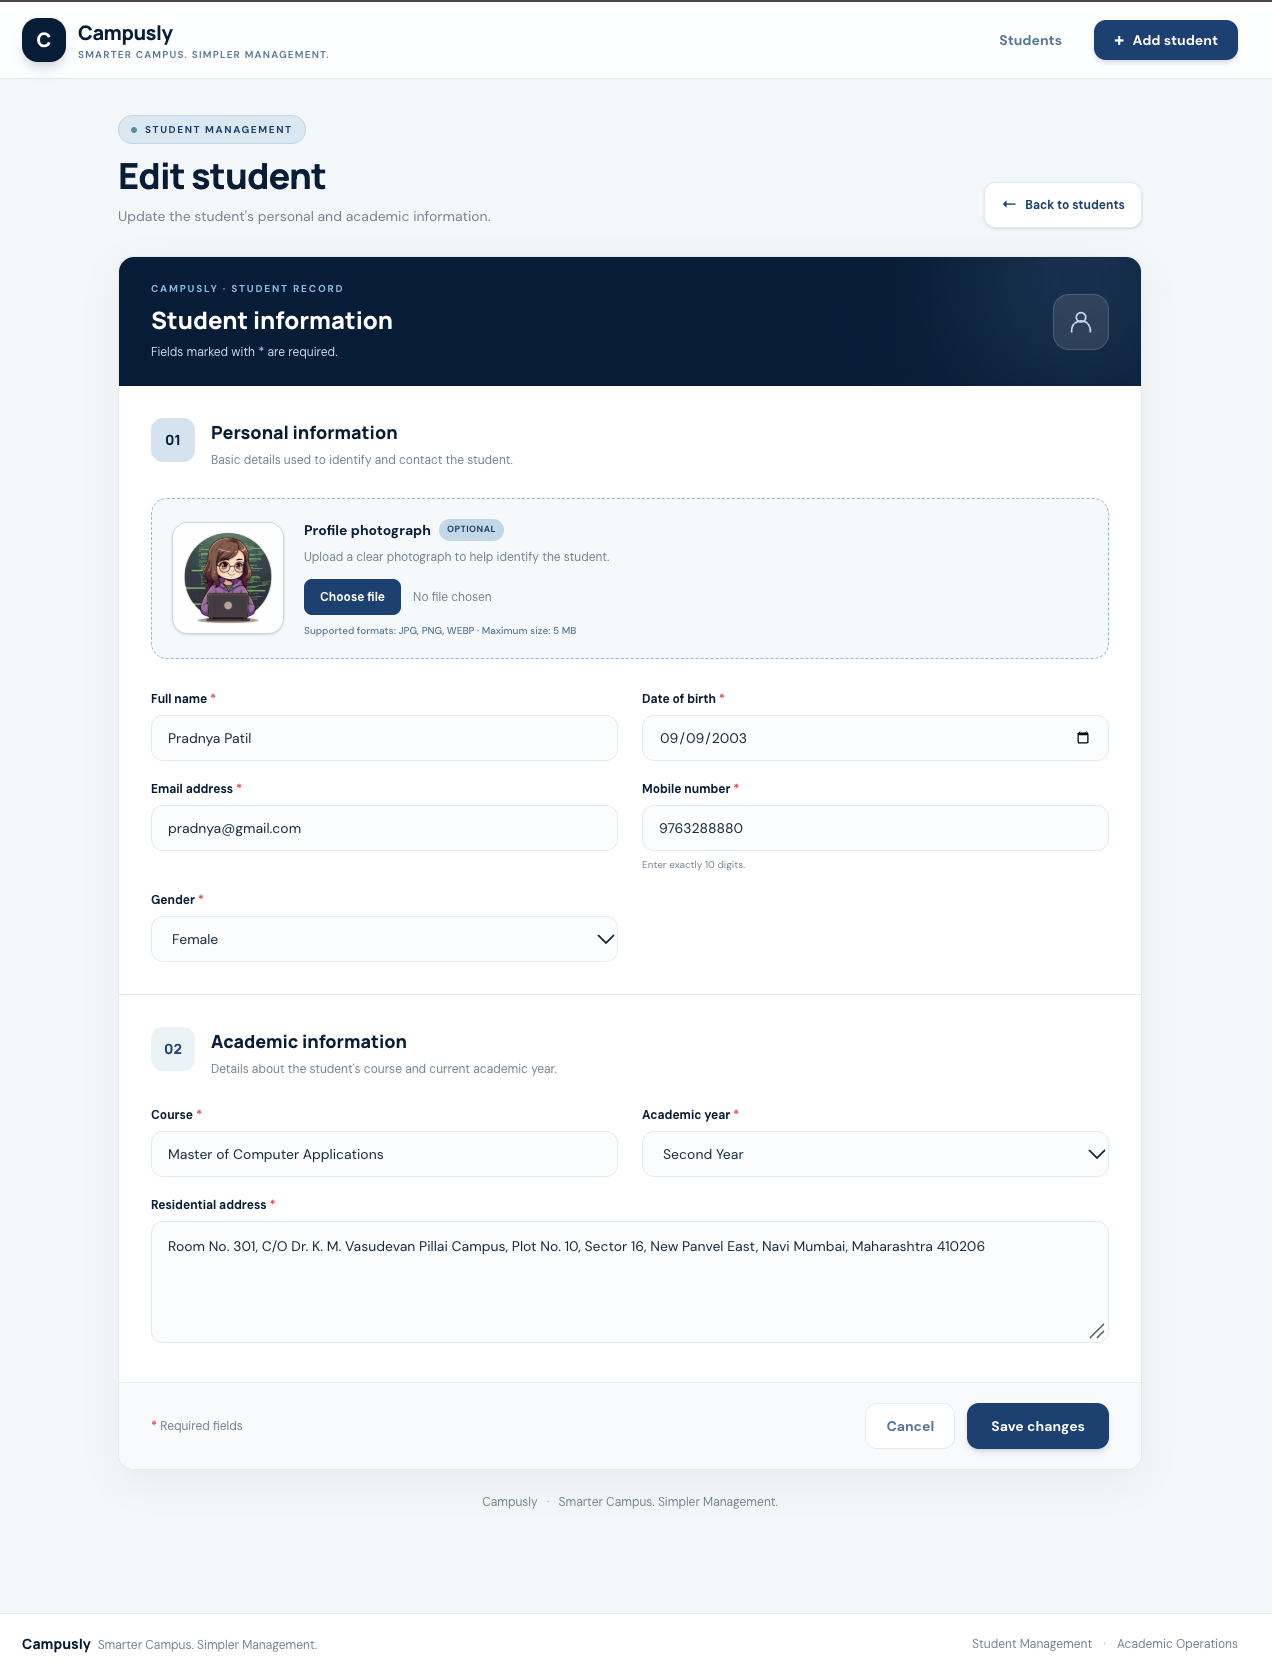 C
Campusly
SMARTER CAMPUS. SIMPLER MANAGEMENT.
Students
+ Add student
STUDENT MANAGEMENT
Edit student
Update the student's personal and academic information.
← Back to students
CAMPUSLY · STUDENT RECORD
Student information
Fields marked with * are required.
01
Personal information
Basic details used to identify and contact the student.
Profile photograph OPTIONAL
Upload a clear photograph to help identify the student.
Choose file No file chosen
Supported formats: JPG, PNG, WEBP · Maximum size: 5 MB
Full name *
Pradnya Patil
Date of birth *
09/09/2003
Email address *
pradnya@gmail.com
Mobile number *
9763288880
Enter exactly 10 digits.
Gender *
Female
02
Academic information
Details about the student's course and current academic year.
Course *
Master of Computer Applications
Academic year *
Second Year
Residential address *
Room No. 301, C/O Dr. K. M. Vasudevan Pillai Campus, Plot No. 10, Sector 16, New Panvel East, Navi Mumbai, Maharashtra 410206
* Required fields
Cancel
Save changes
Campusly · Smarter Campus. Simpler Management.
Campusly Smarter Campus. Simpler Management.
Student Management · Academic Operations